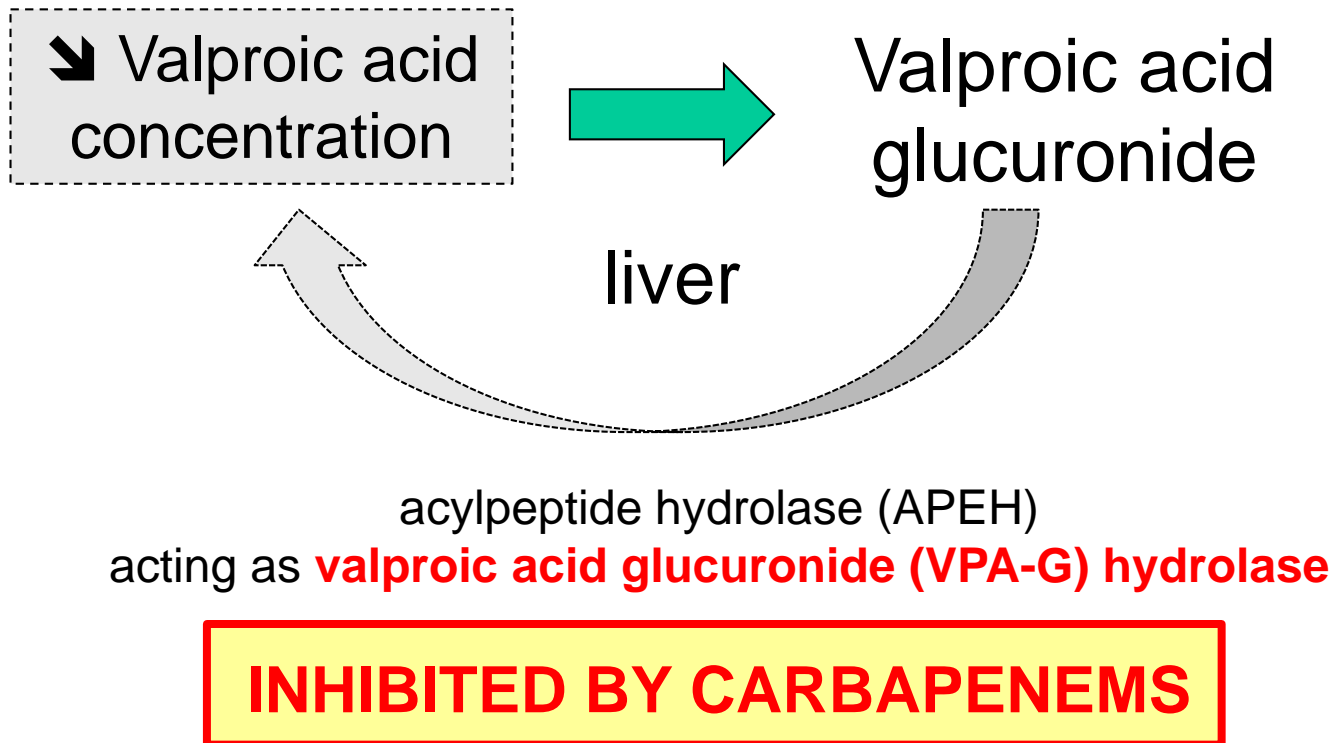 🡮 Valproic acid
concentration
Valproic acid
glucuronide
liver
acylpeptide hydrolase (APEH)
acting as valproic acid glucuronide (VPA-G) hydrolase
INHIBITED BY CARBAPENEMS